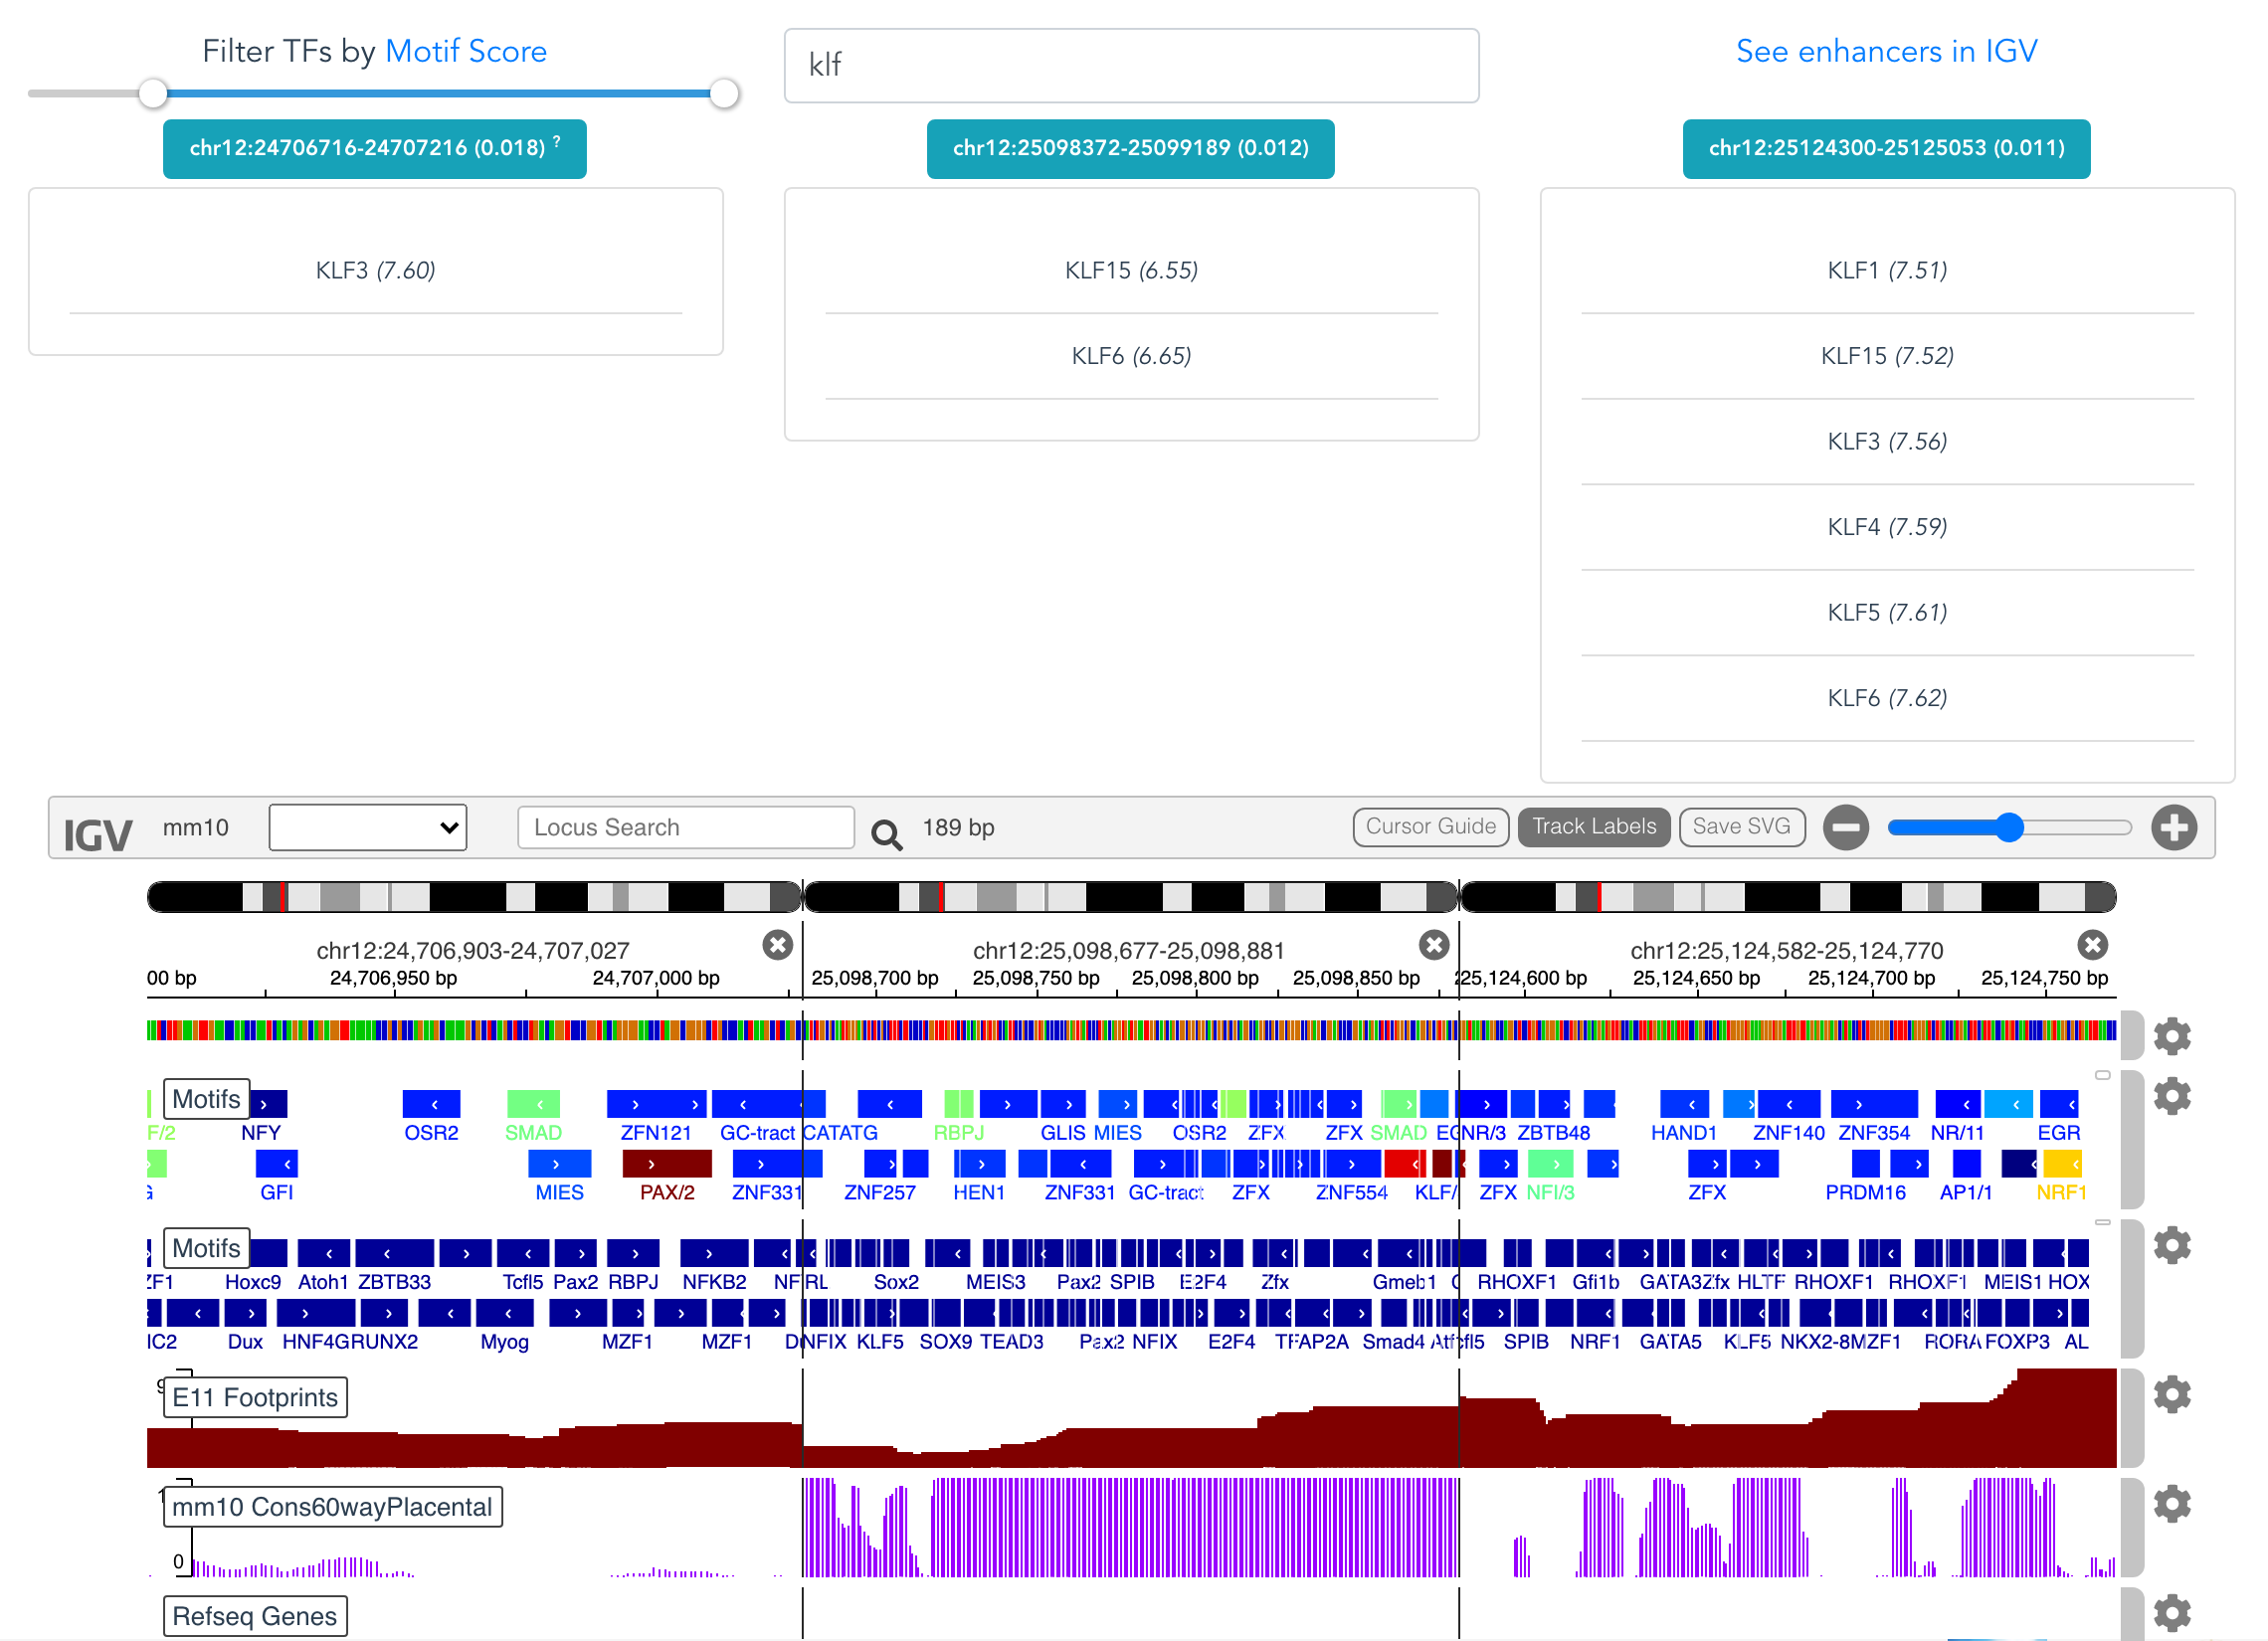 Filter TFs by Motif Score
klf
See enhancers in IGV
chr12:24706716-24707216 (0.018) ?
chr12:25098372-25099189 (0.012)
chr12:25124300-25125053 (0.011)
KLF3 (7.60)
KLF15 (6.55)
KLF1 (7.51)
KLF6 (6.65)
KLF15 (7.52)
KLF3 (7.56)
KLF4 (7.59)
KLF5 (7.61)
KLF6 (7.62)
IGV mm10 Locus Search 189 bp Cursor Guide Track Labels Save SVG
chr12:24,706,903-24,707,027 chr12:25,098,677-25,098,881 chr12:25,124,582-25,124,770
00 bp 24,706,950 bp 24,707,000 bp 25,098,700 bp 25,098,750 bp 25,098,800 bp 25,098,850 bp 25,124,600 bp 25,124,650 bp 25,124,700 bp 25,124,750 bp
Motifs
F/2 NFY OSR2 SMAD ZFN121 GC-tract CATATG RBPJ GLIS MIES OSR2 ZFX ZFX SMAD NR/3 ZBTB48 HAND1 ZNF140 ZNF354 NR/11 EGR
GFI MIES PAX/2 ZNF331 ZNF257 HEN1 ZNF331 GC-tract ZFX ZNF554 KLF/ ZFX NFI/3 ZFX PRDM16 AP1/1 NRF1
Motifs
ZF1 Hoxc9 Atoh1 ZBTB33 Tcfl5 Pax2 RBPJ NFKB2 Sox2 MEIS3 Pax2 SPIB E2F4 Zfx Gmeb1 RHOXF1 Gfi1b GATA3 Zfx HLTF RHOXF1 RHOXF1 MEIS1 HOX
IC2 Dux HNF4G RUNX2 Myog MZF1 MZF1 NFIX KLF5 SOX9 TEAD3 Pax2 NFIX E2F4 TFAP2A Smad4 SPIB NRF1 GATA5 KLF5 NKX2-8 MZF1 RORA FOXP3 AL
E11 Footprints
mm10 Cons60wayPlacental
0
Refseq Genes